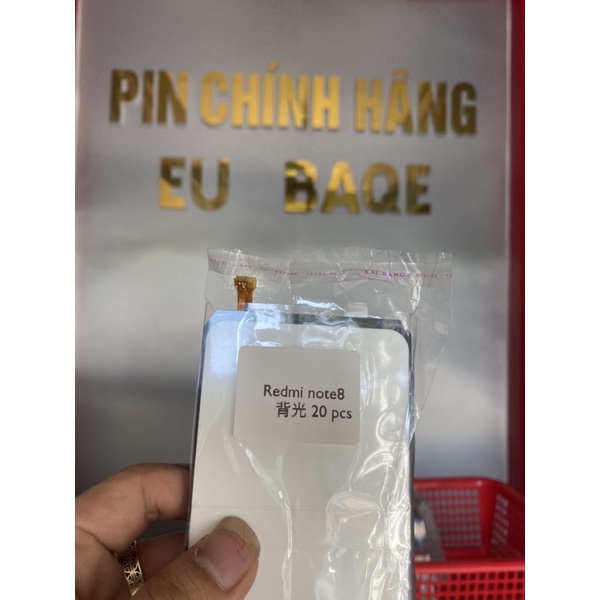 PIN CHÍNH HÃNG
EU BAQE
Redmi note8
背光 20 pcs